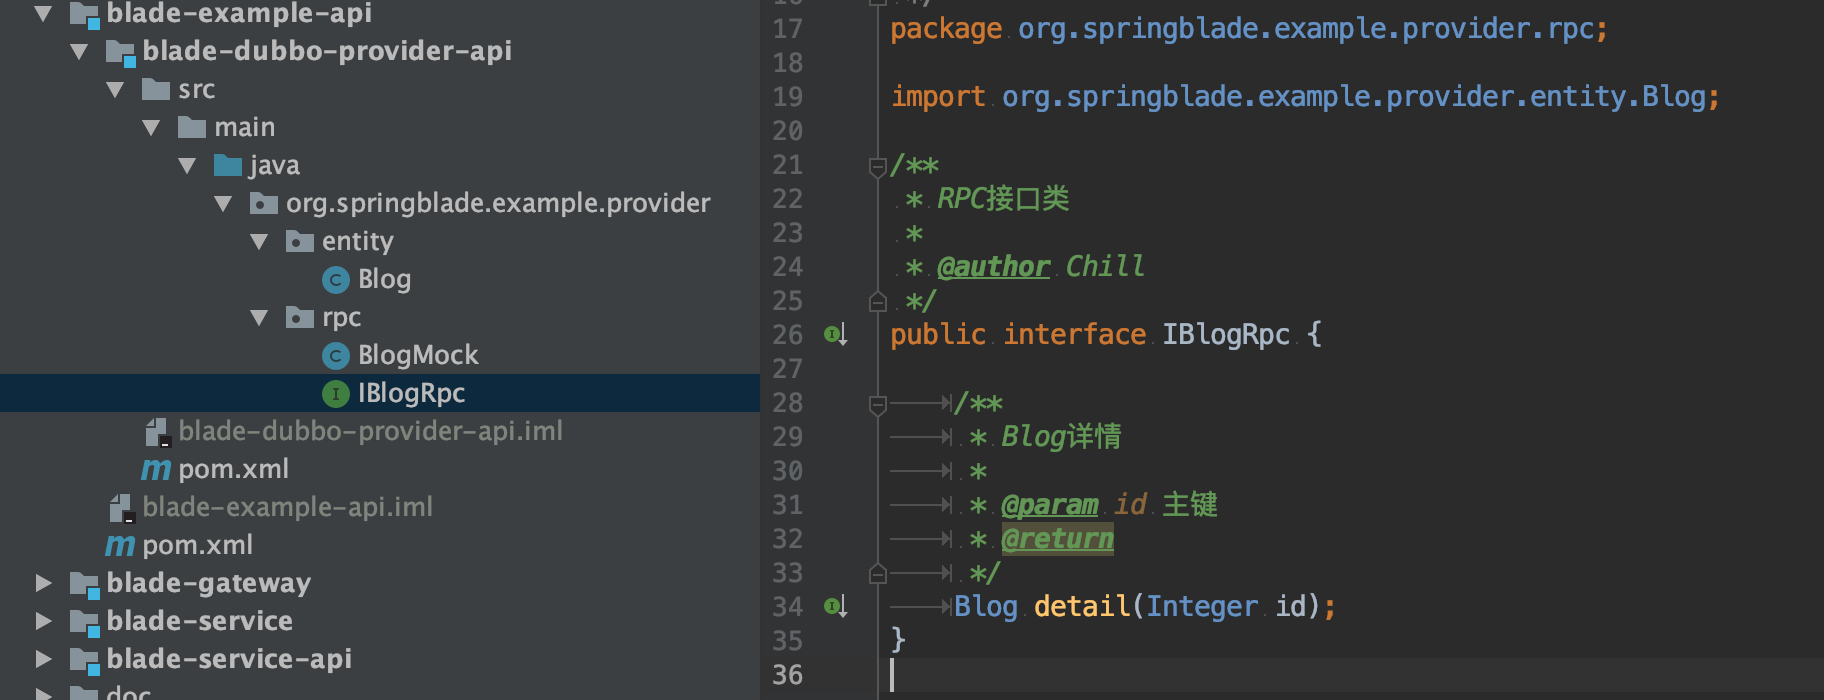 blade-example-api
blade-dubbo-provider-api
src
main
java
org.springblade.example.provider
entity
Blog
rpc
BlogMock
IBlogRpc
blade-dubbo-provider-api.iml
pom.xml
blade-example-api.iml
pom.xml
blade-gateway
blade-service
blade-service-api
doc
16 */
17 package org.springblade.example.provider.rpc;
18
19 import org.springblade.example.provider.entity.Blog;
20
21 /**
22 * RPC接口类
23 *
24 * @author Chill
25 */
26 public interface IBlogRpc {
27
28 /**
29 * Blog详情
30 *
31 * @param id 主键
32 * @return
33 */
34 Blog detail(Integer id);
35 }
36